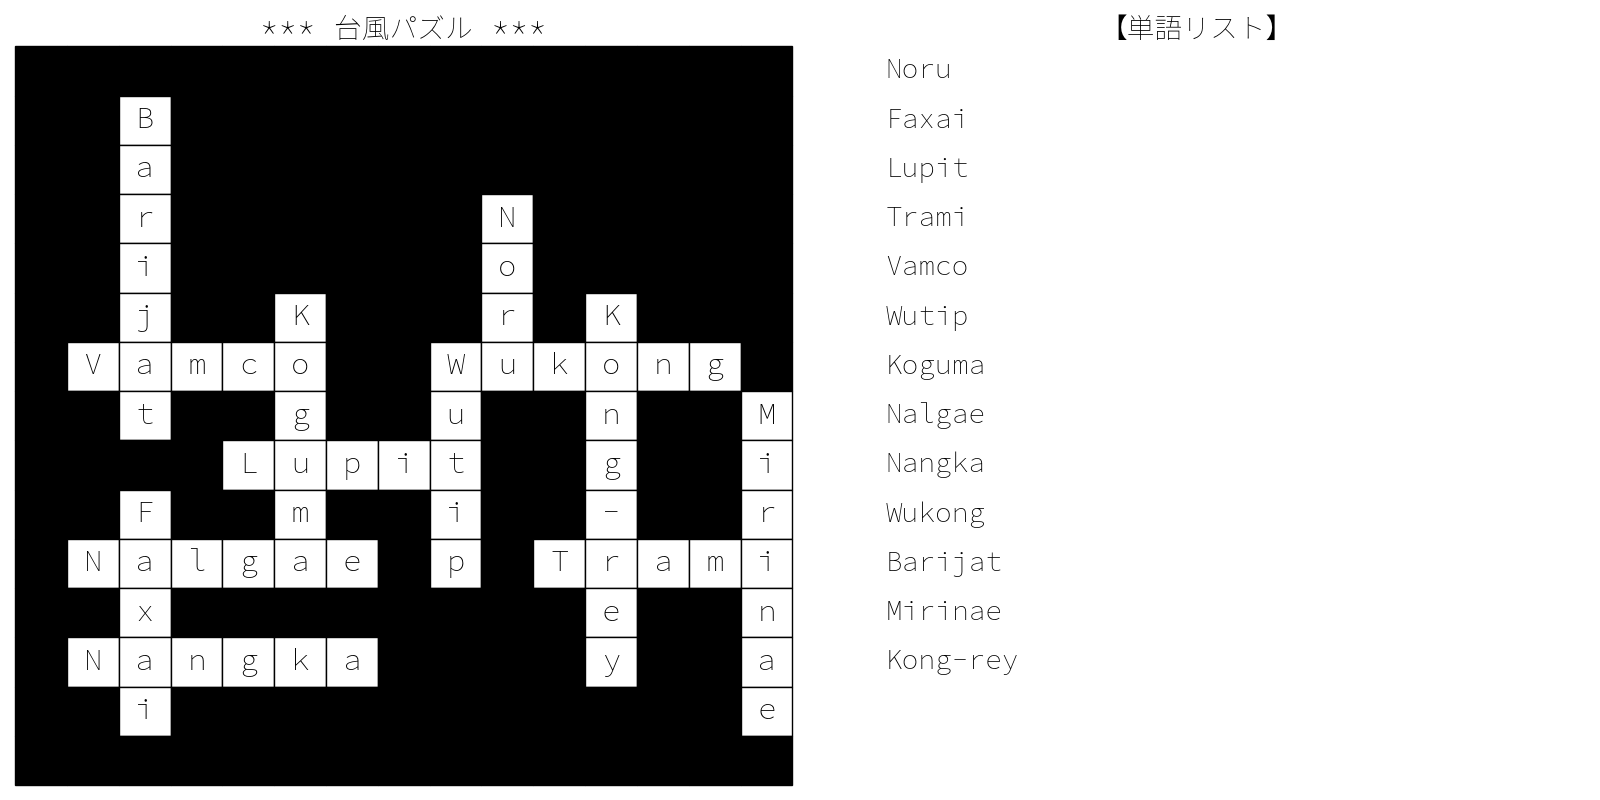 *** 台風パズル ***
【単語リスト】
B
a
r N
i o
j K r K
V a m c o W u k o n g
t g u n M
L u p i t g i
F m i - r
N a l g a e p T r a m i
x e n
N a n g k a y a
i e
Noru
Faxai
Lupit
Trami
Vamco
Wutip
Koguma
Nalgae
Nangka
Wukong
Barijat
Mirinae
Kong-rey